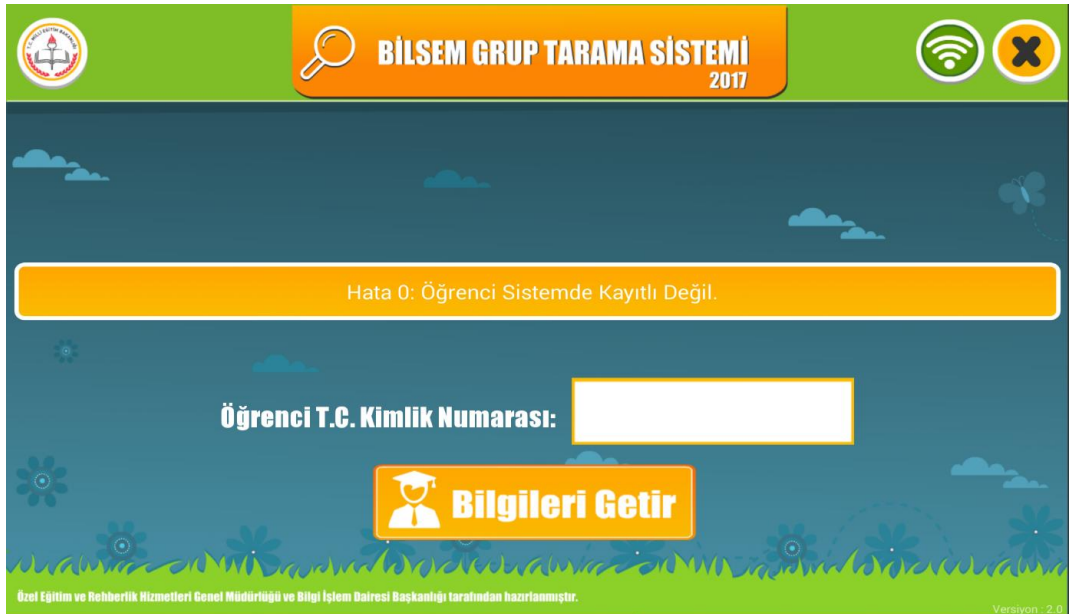 BİLSEM GRUP TARAMA SİSTEMİ
2017
Hata 0: Öğrenci Sistemde Kayıtlı Değil.
Öğrenci T.C. Kimlik Numarası:
Bilgileri Getir
Özel Eğitim ve Rehberlik Hizmetleri Genel Müdürlüğü ve Bilgi İşlem Dairesi Başkanlığı tarafından hazırlanmıştır.
Versiyon : 2.0